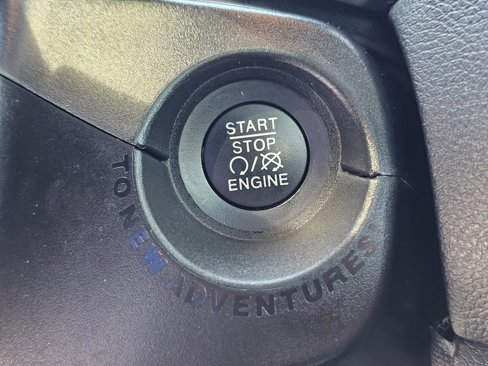 START
STOP
ENGINE
TO NEW ADVENTURES!